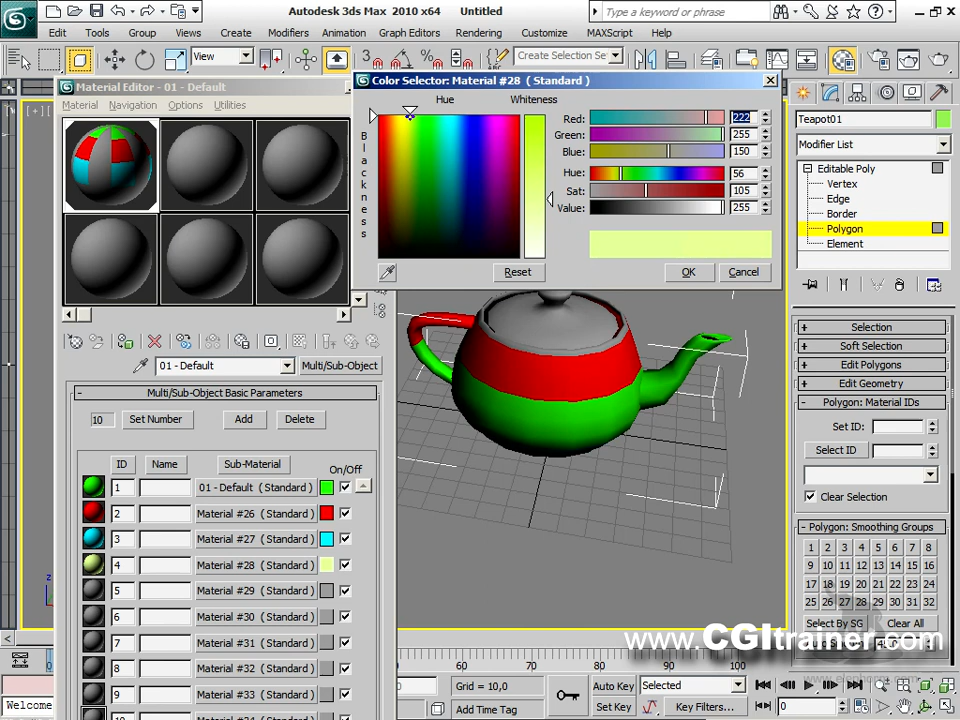 Autodesk 3ds Max 2010 x64 Untitled
Type a keyword or phrase
Edit Tools Group Views Create Modifiers Animation Graph Editors Rendering Customize MAXScript Help
View
3
Create Selection Se
Material Editor - 01 - Default
Material Navigation Options Utilities
01 - Default
Multi/Sub-Object
Multi/Sub-Object Basic Parameters
10 Set Number Add Delete
ID Name Sub-Material On/Off
1 01 - Default ( Standard )
2 Material #26 ( Standard )
3 Material #27 ( Standard )
4 Material #28 ( Standard )
5 Material #29 ( Standard )
6 Material #30 ( Standard )
7 Material #31 ( Standard )
8 Material #32 ( Standard )
9 Material #33 ( Standard )
Color Selector: Material #28 ( Standard )
Hue Whiteness
Blackness
Red: 222
Green: 255
Blue: 150
Hue: 56
Sat: 105
Value: 255
Reset OK Cancel
[ + ]
z
Teapot01
Modifier List
Editable Poly
Vertex
Edge
Border
Polygon
Element
+ Selection
+ Soft Selection
+ Edit Polygons
+ Edit Geometry
- Polygon: Material IDs
Set ID:
Select ID
Clear Selection
- Polygon: Smoothing Groups
1 2 3 4 5 6 7 8
9 10 11 12 13 14 15 16
17 18 19 20 21 22 23 24
25 26 27 28 29 30 31 32
Select By SG Clear All
www.CGItrainer.com
60 70 80 90 100
Grid = 10,0
Add Time Tag
Auto Key Selected
Set Key Key Filters...
0
Welcome